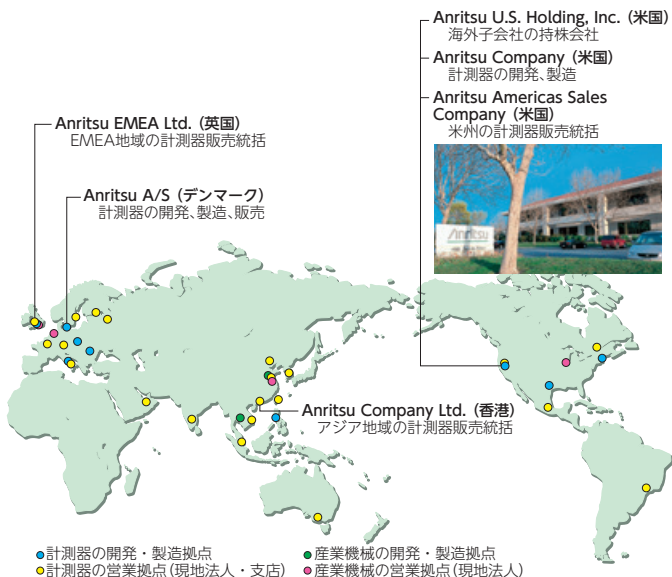 Anritsu U.S. Holding, Inc. (米国)
海外子会社の持株会社
Anritsu Company (米国)
計測器の開発、製造
Anritsu Americas Sales
Company (米国)
米州の計測器販売統括
Anritsu
Anritsu EMEA Ltd. (英国)
EMEA地域の計測器販売統括
Anritsu A/S (デンマーク)
計測器の開発、製造、販売
Anritsu Company Ltd. (香港)
アジア地域の計測器販売統括
●計測器の開発・製造拠点
●計測器の営業拠点(現地法人・支店)
●産業機械の開発・製造拠点
●産業機械の営業拠点(現地法人)